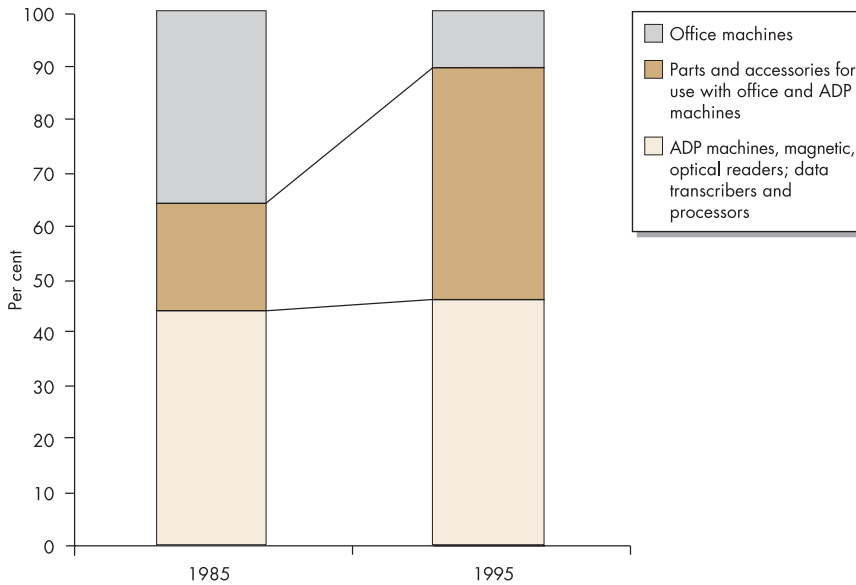 100
90
80
70
60
50
40
30
20
10
0
Per cent
1985
1995
Office machines
Parts and accessories for
use with office and ADP
machines
ADP machines, magnetic,
optical readers; data
transcribers and
processors